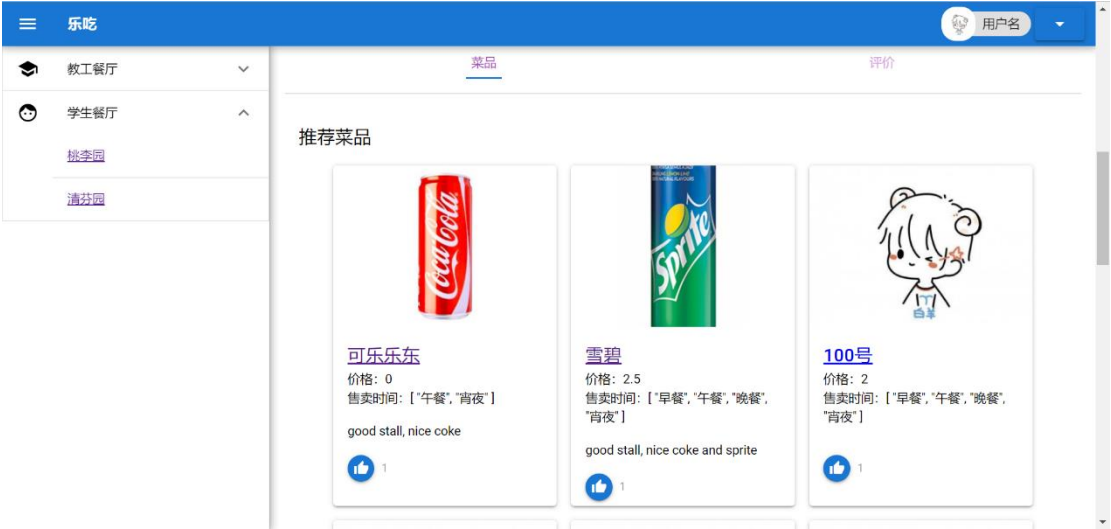 乐吃
用户名
教工餐厅
学生餐厅
桃李园
清芬园
菜品
评价
推荐菜品
Coca-Cola
可乐乐东
价格：0
售卖时间：[ "午餐", "宵夜" ]
good stall, nice coke
1
Sprite
雪碧
价格：2.5
售卖时间：[ "早餐", "午餐", "晚餐",
"宵夜" ]
good stall, nice coke and sprite
1
白羊
100号
价格：2
售卖时间：[ "早餐", "午餐", "晚餐",
"宵夜" ]
1